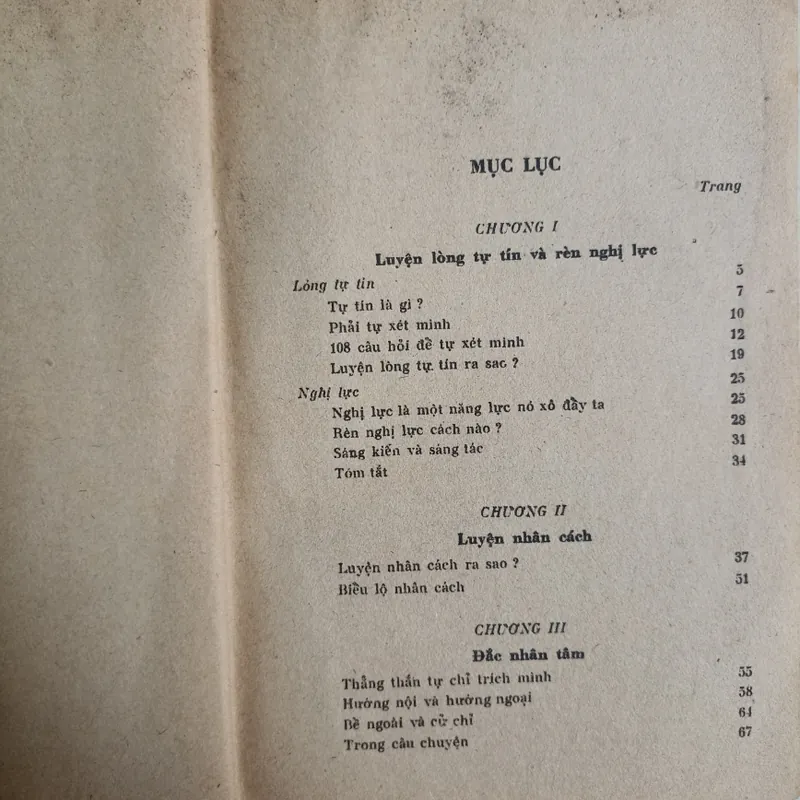 MỤC LỤC
Trang
CHƯƠNG I
Luyện lòng tự tín và rèn nghị lực
Lòng tự tin 5
Tự tín là gì ? 7
Phải tự xét mình 10
108 câu hỏi để tự xét mình 12
Luyện lòng tự tín ra sao ? 19
Nghị lực 25
Nghị lực là một năng lực nó xô đẩy ta 25
Rèn nghị lực cách nào ? 28
Sáng kiến và sáng tác 31
Tóm tắt 34
CHƯƠNG II
Luyện nhân cách
Luyện nhân cách ra sao ? 37
Biểu lộ nhân cách 51
CHƯƠNG III
Đắc nhân tâm
Thẳng thắn tự chỉ trích mình 55
Hướng nội và hướng ngoại 58
Bề ngoài và cử chỉ 64
Trong câu chuyện 67